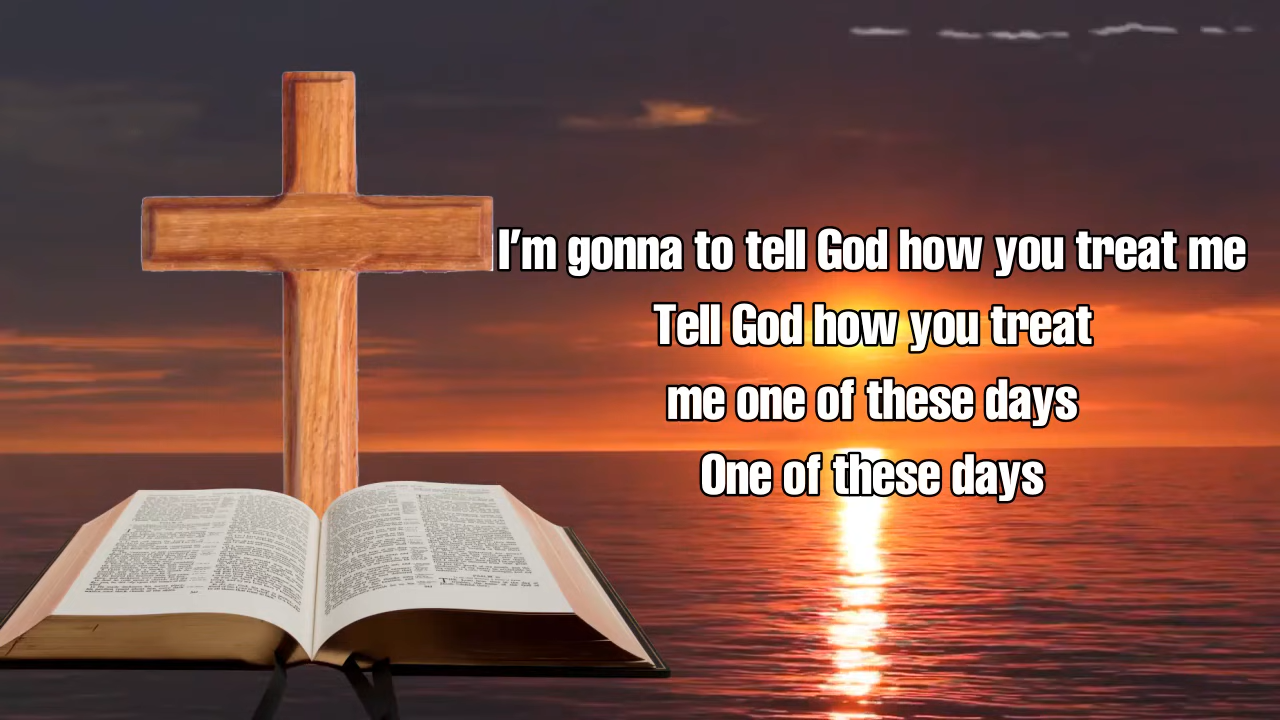 I'm gonna to tell God how you treat me
Tell God how you treat
me one of these days
One of these days